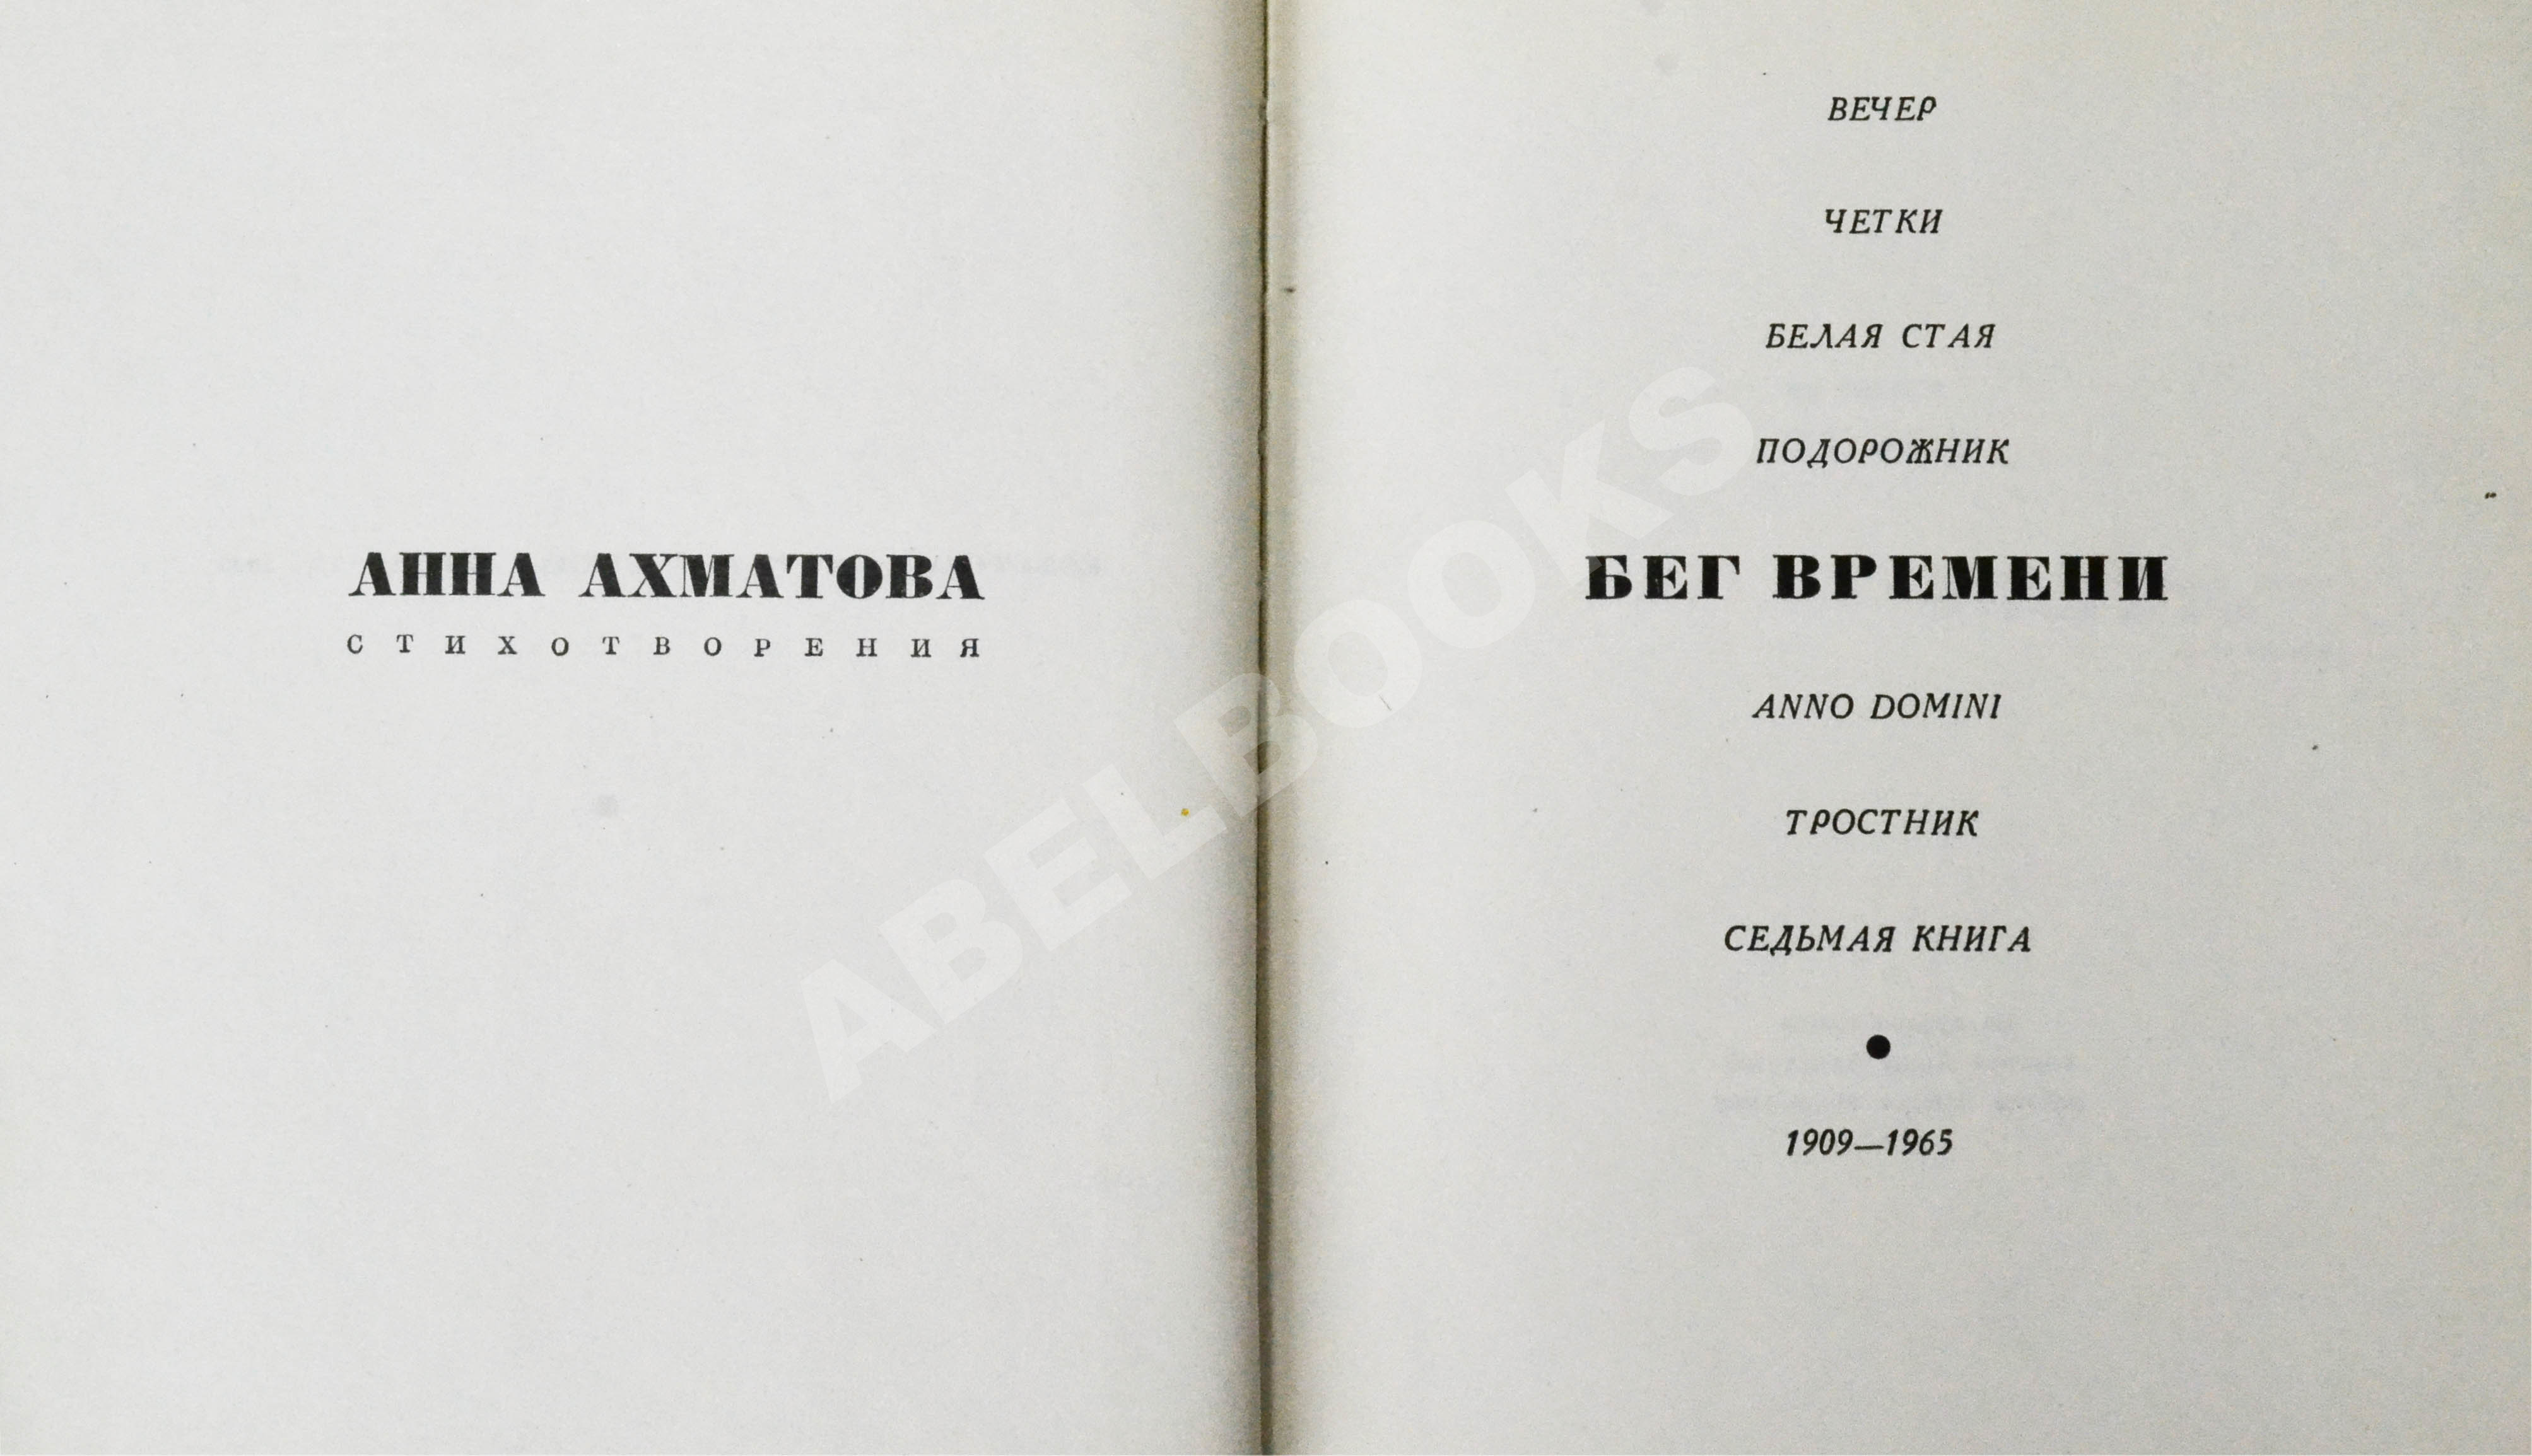 АННА АХМАТОВА
СТИХОТВОРЕНИЯ
ВЕЧЕР
ЧЕТКИ
БЕЛАЯ СТАЯ
ПОДОРОЖНИК
БЕГ ВРЕМЕНИ
ANNO DOMINI
ТРОСТНИК
СЕДЬМАЯ КНИГА
●
1909—1965
ABELBOOKS